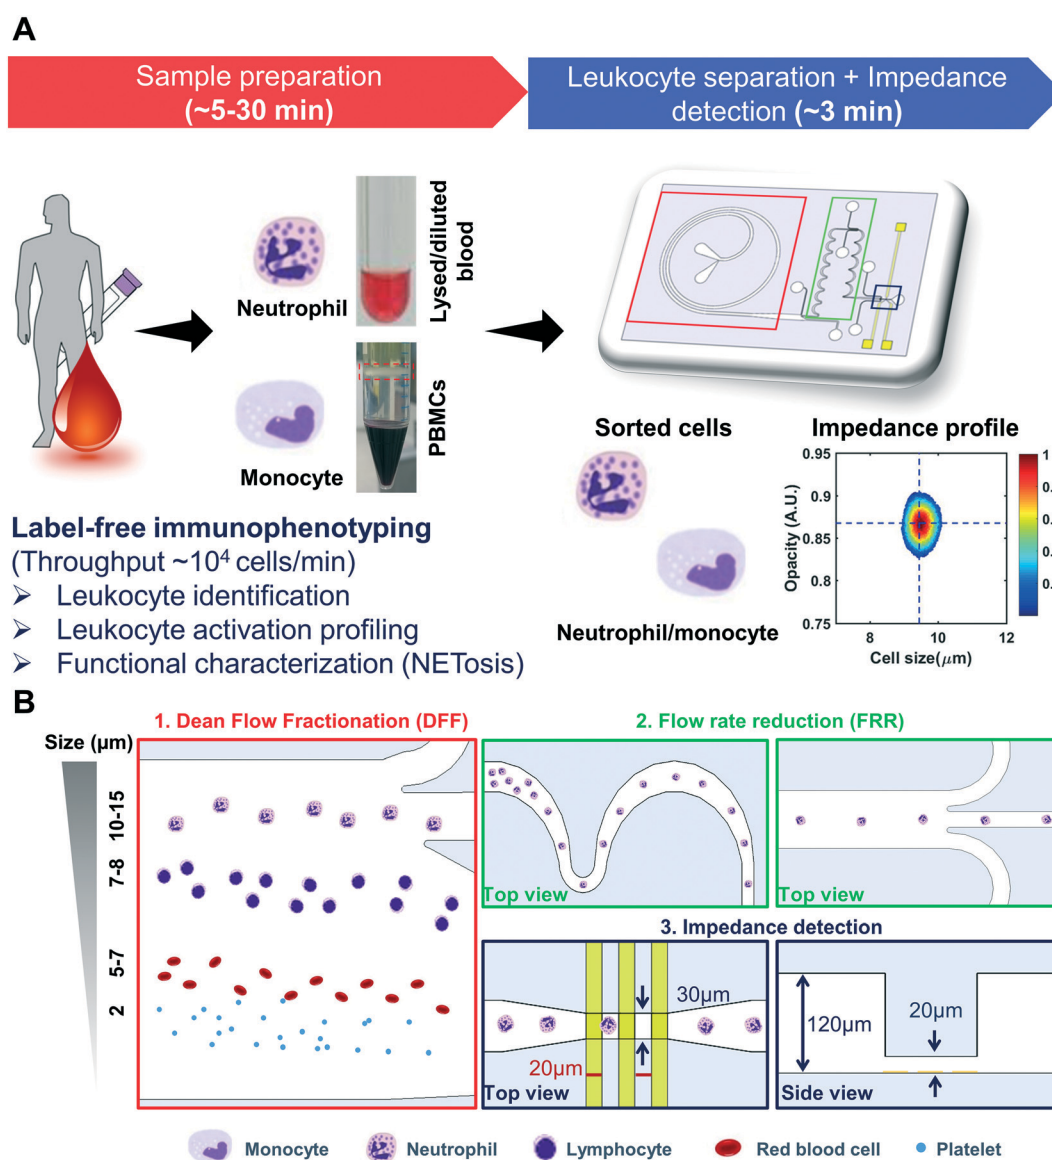 A
Sample preparation
(~5-30 min)
Leukocyte separation + Impedance
detection (~3 min)
Neutrophil
Lysed/diluted
blood
Monocyte
PBMCs
Label-free immunophenotyping
(Throughput ~10⁴ cells/min)
➢ Leukocyte identification
➢ Leukocyte activation profiling
➢ Functional characterization (NETosis)
Sorted cells
Neutrophil/monocyte
Impedance profile
0.95
0.9
0.85
0.8
0.75
Opacity (A.U.)
8
10
12
Cell size(μm)
1
0.
0.
0.
0.
B
1. Dean Flow Fractionation (DFF)
2. Flow rate reduction (FRR)
Size (μm)
10-15
7-8
5-7
2
Top view
Top view
3. Impedance detection
30μm
20μm
Top view
120μm
20μm
Side view
Monocyte
Neutrophil
Lymphocyte
Red blood cell
Platelet